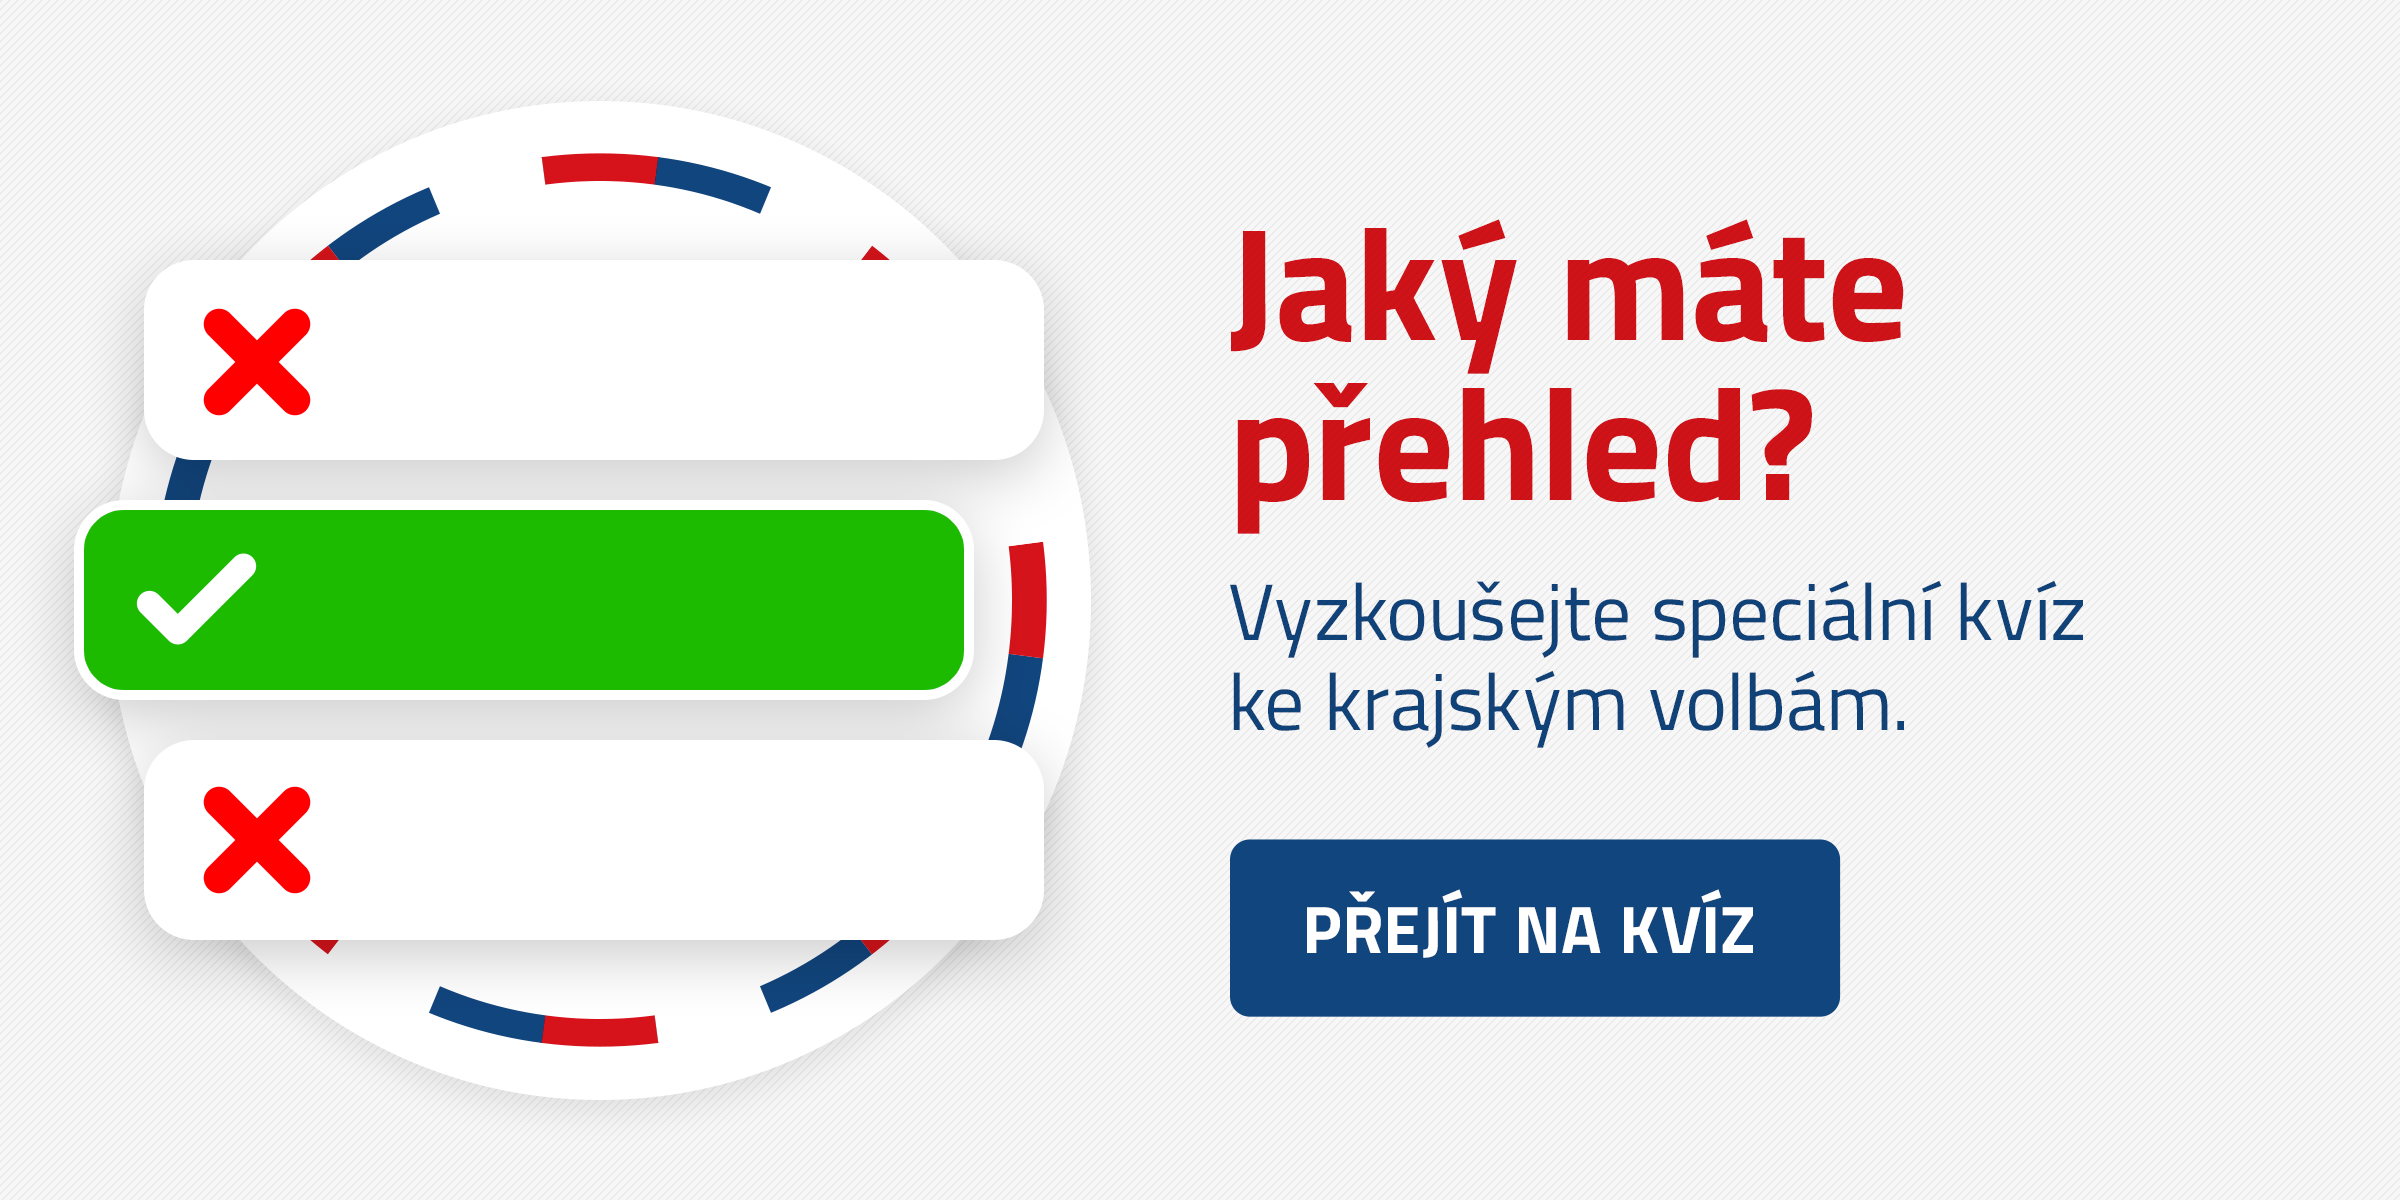 Jaký máte
přehled?
Vyzkoušejte speciální kvíz
ke krajským volbám.
PŘEJÍT NA KVÍZ